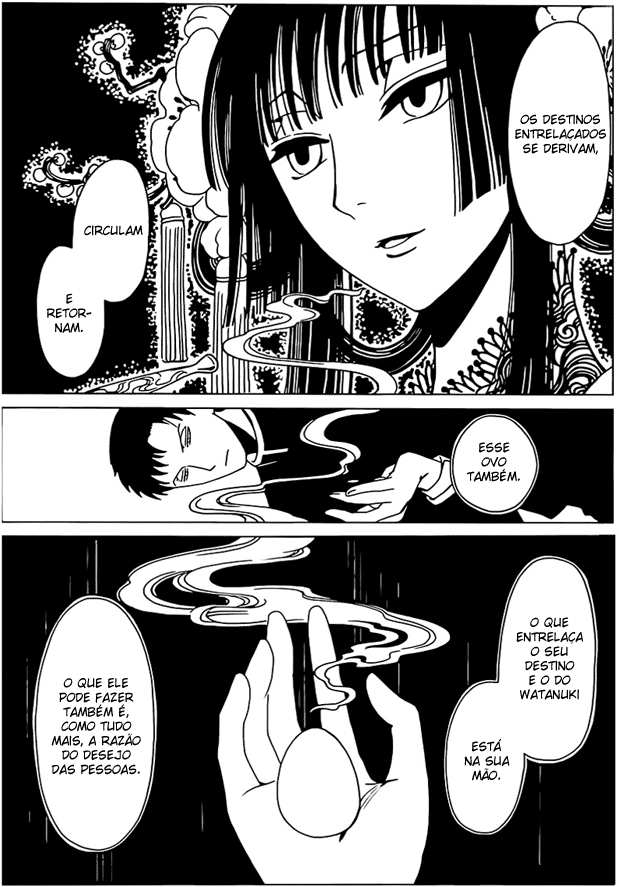 OS DESTINOS
ENTRELAÇADOS
SE DERIVAM,
CIRCULAM
E
RETOR-
NAM.
ESSE
OVO
TAMBÉM.
O QUE
ENTRELAÇA
O SEU
DESTINO
E O DO
WATANUKI
ESTÁ
NA SUA
MÃO.
O QUE ELE
PODE FAZER
TAMBÉM É,
COMO TUDO
MAIS, A RAZÃO
DO DESEJO
DAS PESSOAS.